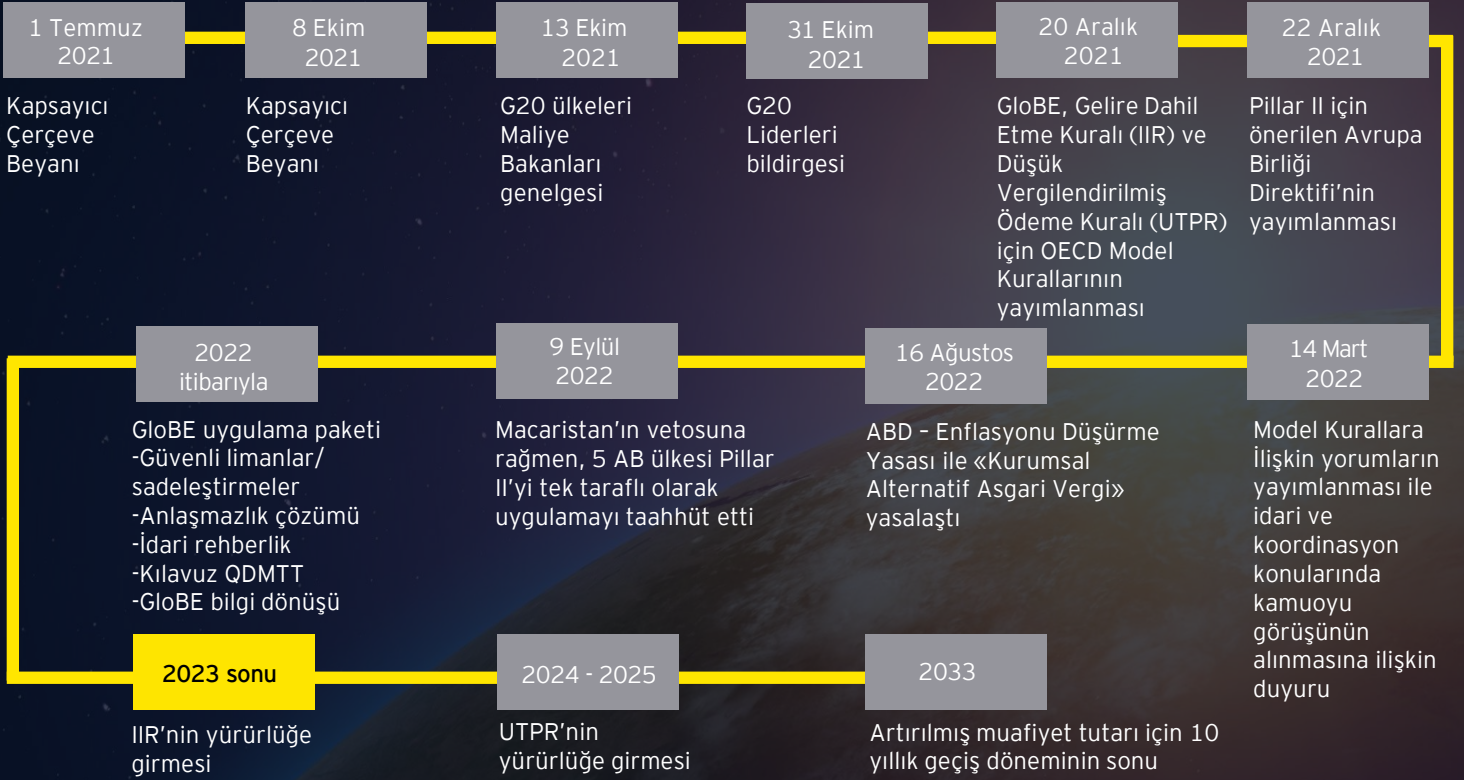 1 Temmuz
2021
Kapsayıcı
Çerçeve
Beyanı
8 Ekim
2021
Kapsayıcı
Çerçeve
Beyanı
13 Ekim
2021
G20 ülkeleri
Maliye
Bakanları
genelgesi
31 Ekim
2021
G20
Liderleri
bildirgesi
20 Aralık
2021
GloBE, Gelire Dahil
Etme Kuralı (IIR) ve
Düşük
Vergilendirilmiş
Ödeme Kuralı (UTPR)
için OECD Model
Kurallarının
yayımlanması
22 Aralık
2021
Pillar II için
önerilen Avrupa
Birliği
Direktifi’nin
yayımlanması
14 Mart
2022
Model Kurallara
İlişkin yorumların
yayımlanması ile
idari ve
koordinasyon
konularında
kamuoyu
görüşünün
alınmasına ilişkin
duyuru
16 Ağustos
2022
ABD – Enflasyonu Düşürme
Yasası ile «Kurumsal
Alternatif Asgari Vergi»
yasalaştı
9 Eylül
2022
Macaristan’ın vetosuna
rağmen, 5 AB ülkesi Pillar
II’yi tek taraflı olarak
uygulamayı taahhüt etti
2022
itibarıyla
GloBE uygulama paketi
-Güvenli limanlar/
sadeleştirmeler
-Anlaşmazlık çözümü
-İdari rehberlik
-Kılavuz QDMTT
-GloBE bilgi dönüşü
2023 sonu
IIR’nin yürürlüğe
girmesi
2024 - 2025
UTPR’nin
yürürlüğe girmesi
2033
Artırılmış muafiyet tutarı için 10
yıllık geçiş döneminin sonu